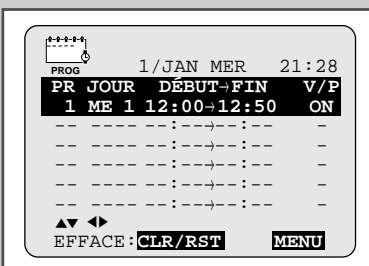 PROG 1/JAN MER 21:28
PR JOUR DÉBUT→FIN V/P
1 ME 1 12:00→12:50 ON
-- ---- --:--→--:-- -
-- ---- --:--→--:-- -
-- ---- --:--→--:-- -
-- ---- --:--→--:-- -
-- ---- --:--→--:-- -
▲▼ ◀▶
EFFACE:CLR/RST MENU